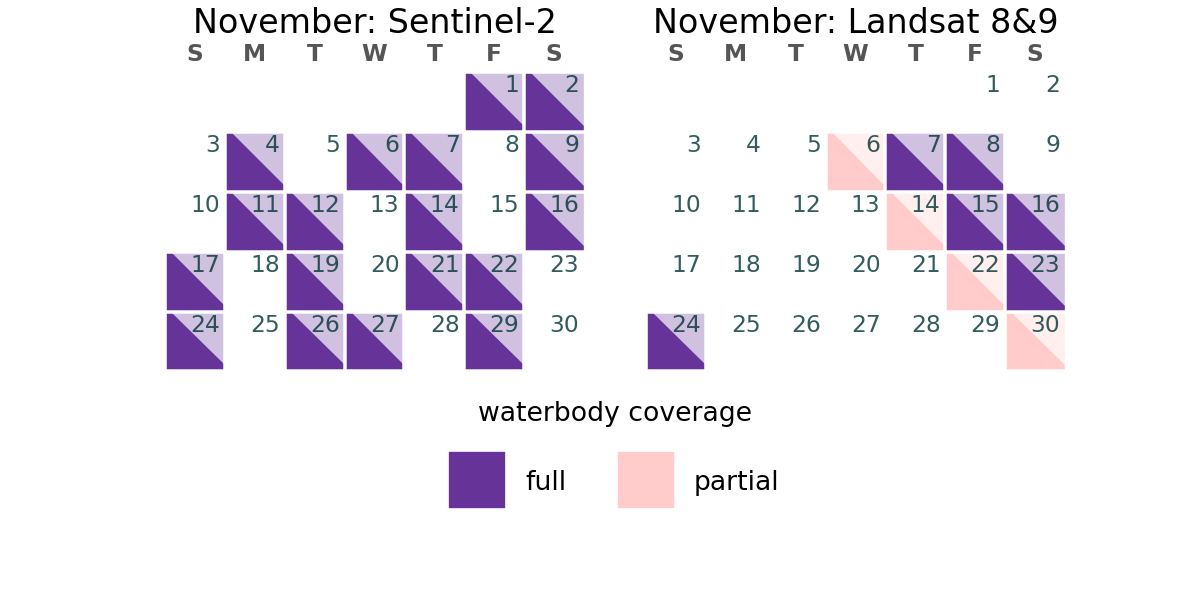 November: Sentinel-2
S M T W T F S
1 2
3 4 5 6 7 8 9
10 11 12 13 14 15 16
17 18 19 20 21 22 23
24 25 26 27 28 29 30
November: Landsat 8&9
S M T W T F S
1 2
3 4 5 6 7 8 9
10 11 12 13 14 15 16
17 18 19 20 21 22 23
24 25 26 27 28 29 30
waterbody coverage
full partial